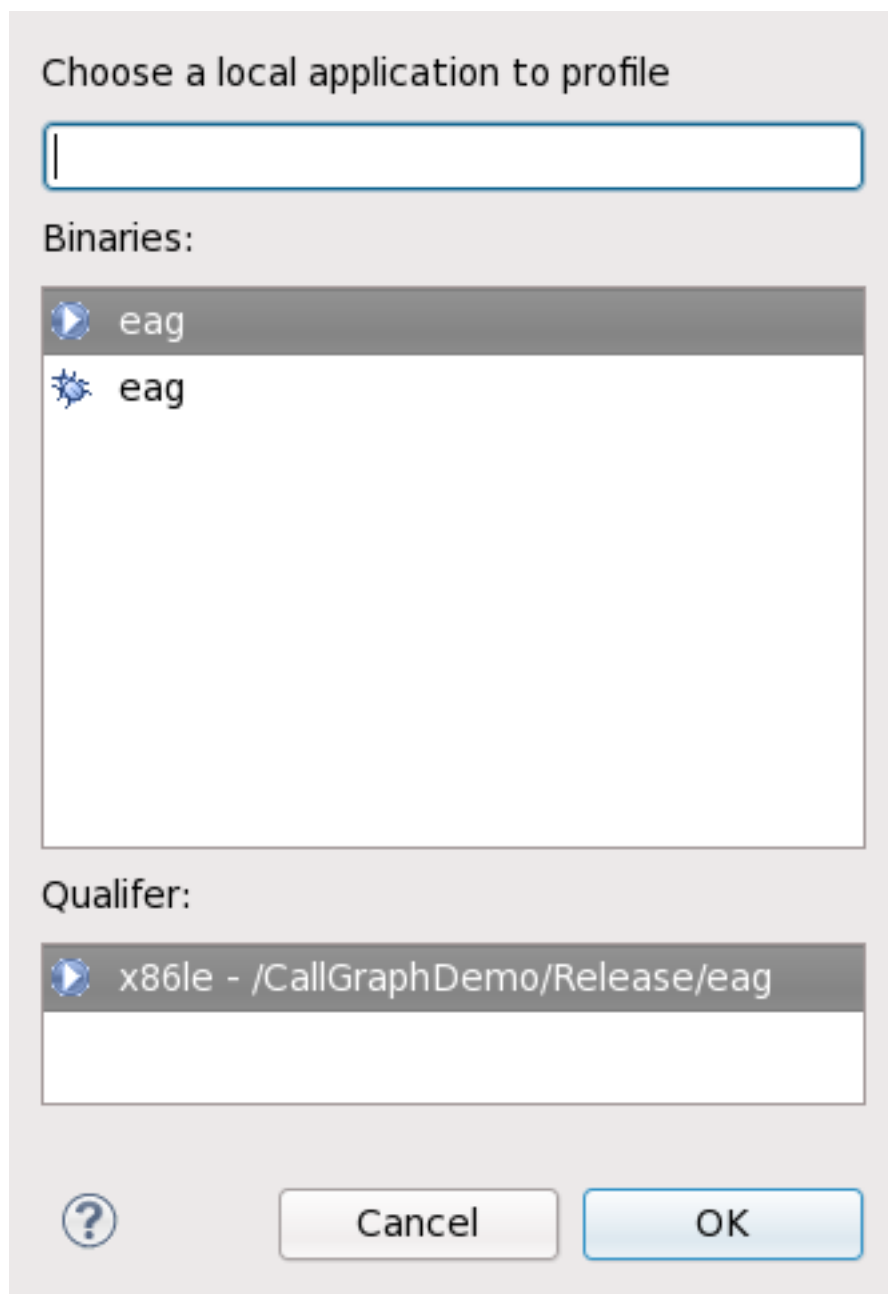 Choose a local application to profile
Binaries:
eag
eag
Qualifer:
x86le - /CallGraphDemo/Release/eag
?
Cancel
OK